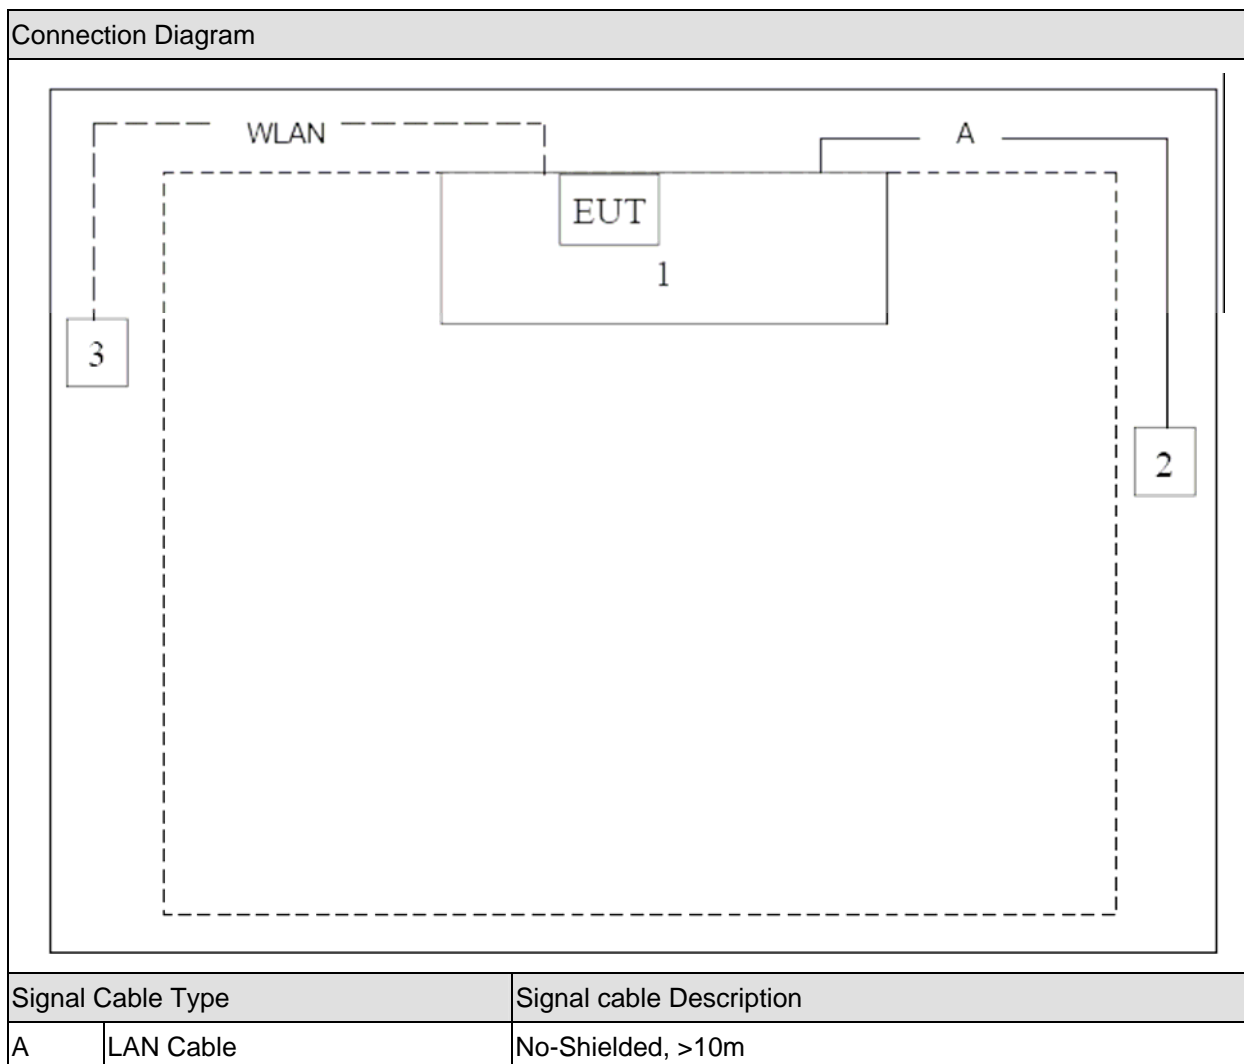 Connection Diagram
WLAN
A
EUT
1
3
2
Signal Cable Type Signal cable Description
A LAN Cable No-Shielded, >10m